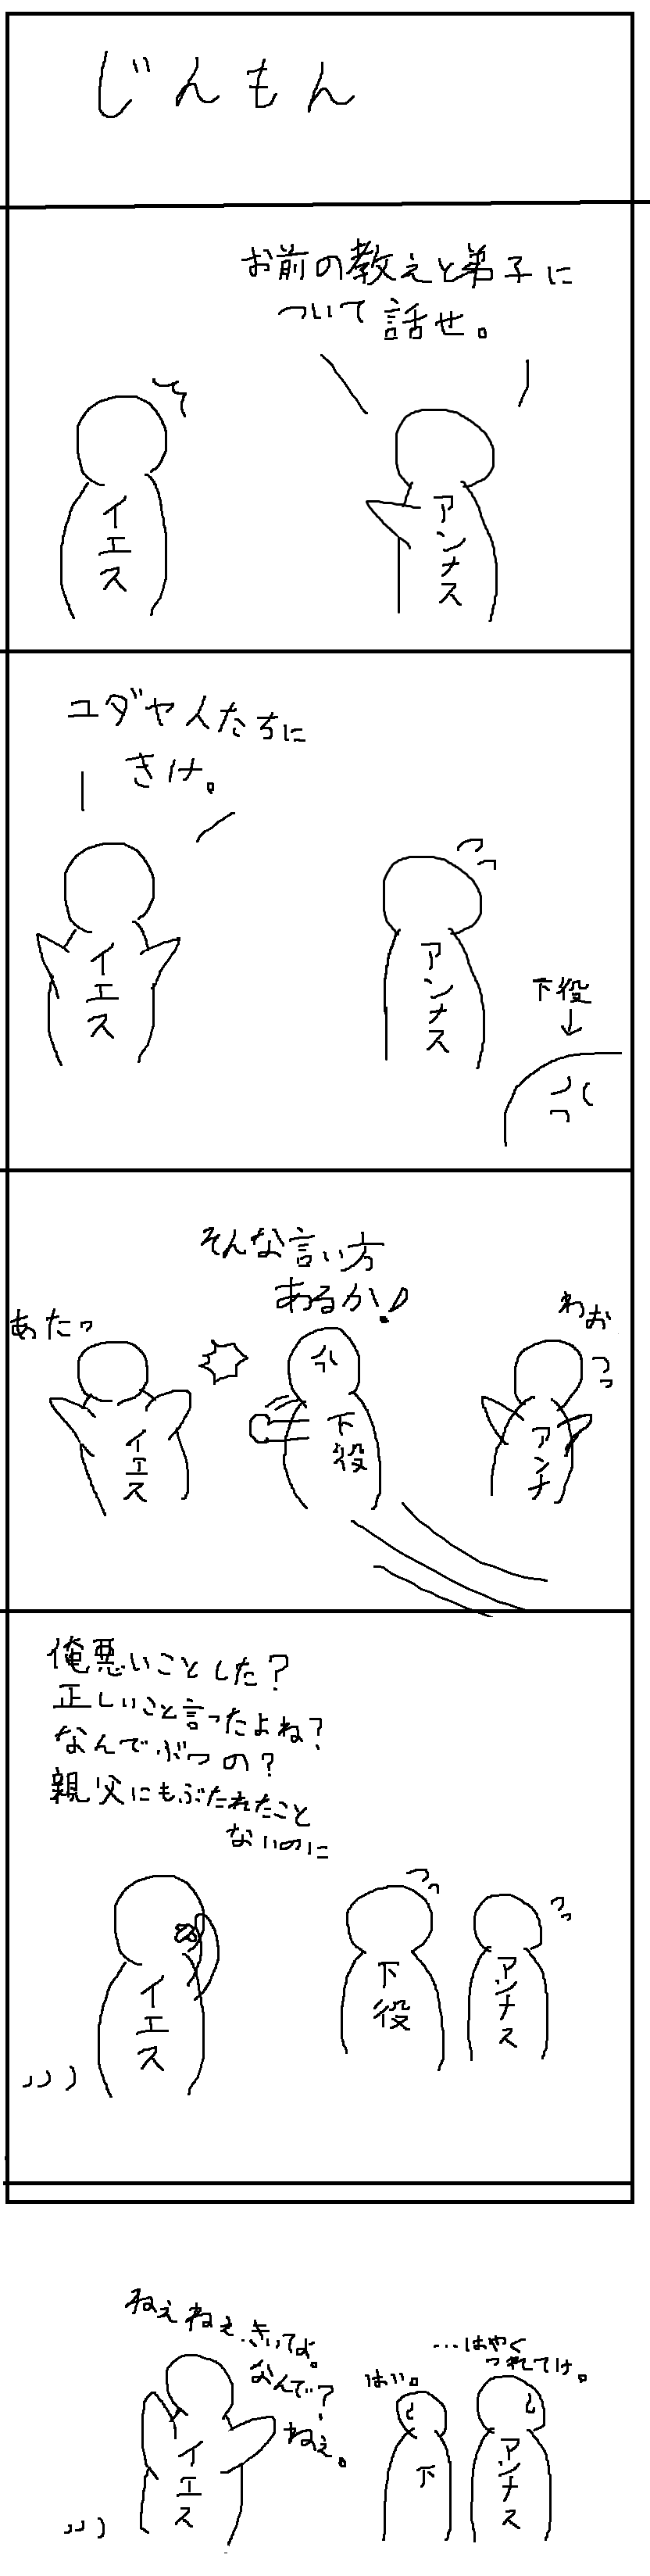 じんもん
お前の教えと弟子に
ついて話せ。
イエス
アンナス
ユダヤ人たちに
きけ。
イエス
アンナス
下役
↓
そんな言い方
あるか!
あたっ
わお
イエス
下役
アンナ
俺悪いことした?
正しいこと言ったよね?
なんでぶつの?
親父にもぶたれたこと
ないのに
イエス
下役
アンナス
ねえねえ、きいてよ。
なんで?
ねえ。
…はやく
つれてけ。
はい。
イエス
下
アンナス